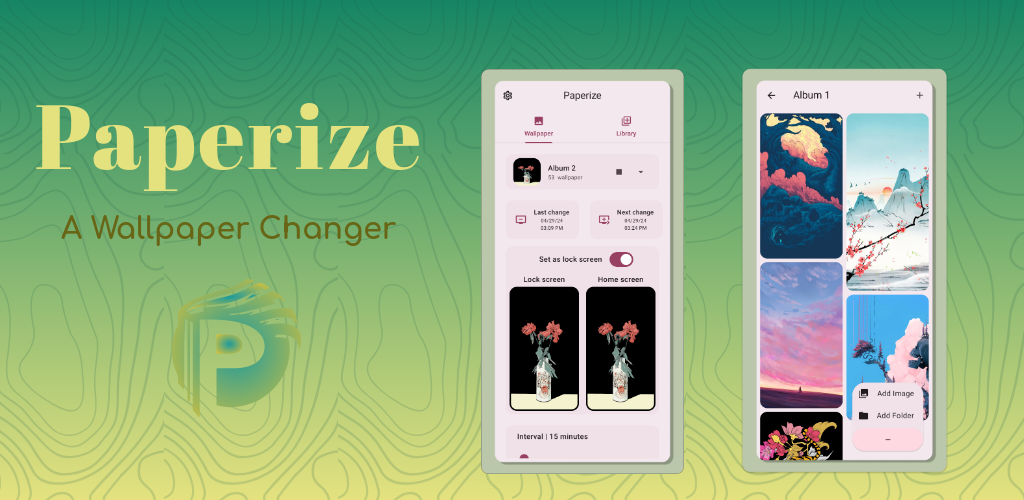 Paperize
A Wallpaper Changer
P
Paperize
Wallpaper
Library
Album 2
53 wallpaper
Last change
04/29/24
03:09 PM
Next change
04/29/24
03:24 PM
Set as lock screen
Lock screen
Home screen
Interval | 15 minutes
Album 1
Add Image
Add Folder